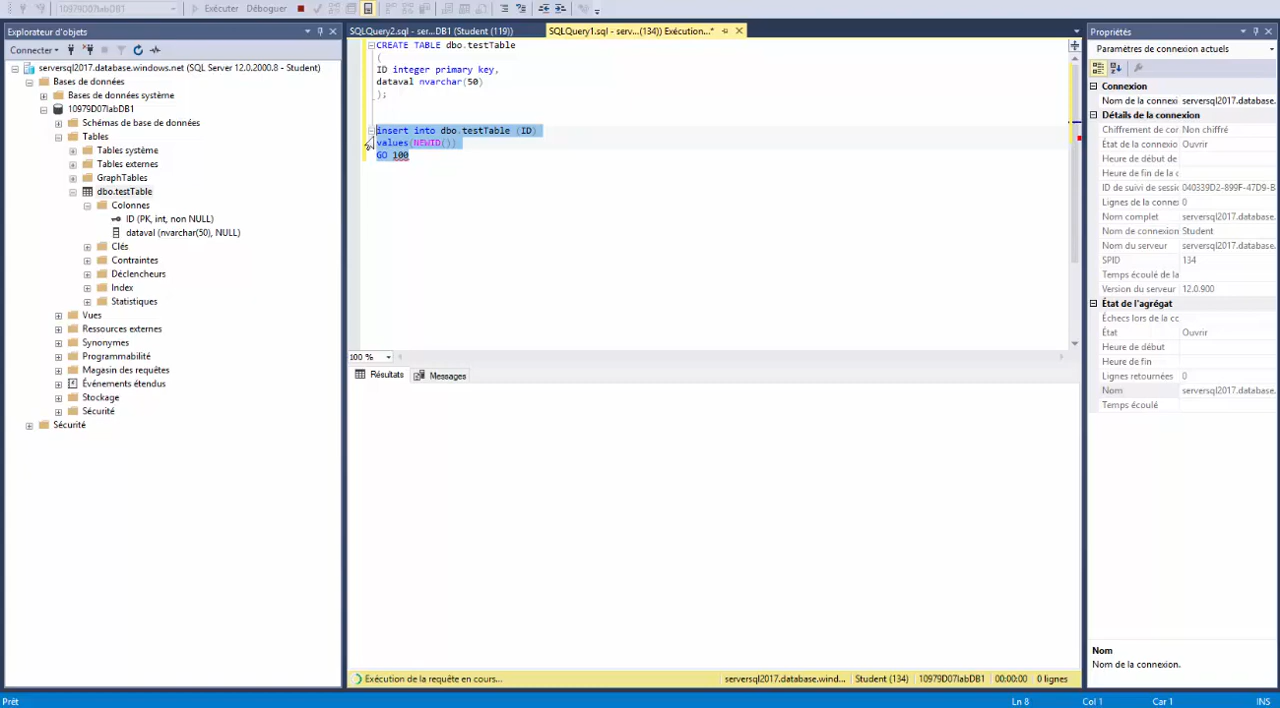 10979D07labDB1
Exécuter
Déboguer
Explorateur d'objets
Connecter
serversql2017.database.windows.net (SQL Server 12.0.2000.8 - Student)
Bases de données
Bases de données système
10979D07labDB1
Schémas de base de données
Tables
Tables système
Tables externes
GraphTables
dbo.testTable
Colonnes
ID (PK, int, non NULL)
dataval (nvarchar(50), NULL)
Clés
Contraintes
Déclencheurs
Index
Statistiques
Vues
Ressources externes
Synonymes
Programmabilité
Magasin des requêtes
Événements étendus
Stockage
Sécurité
Sécurité
SQLQuery2.sql - ser...DB1 (Student (119))
SQLQuery1.sql - serv...(134)) Exécution...*
CREATE TABLE dbo.testTable
(
ID integer primary key,
dataval nvarchar(50)
);
insert into dbo.testTable (ID)
values(NEWID())
GO 100
100 %
Résultats
Messages
Exécution de la requête en cours...
serversql2017.database.wind...
Student (134)
10979D07labDB1
00:00:00
0 lignes
Propriétés
Paramètres de connexion actuels
Connexion
Nom de la connexi serversql2017.database.
Détails de la connexion
Chiffrement de cor Non chiffré
État de la connexio Ouvrir
Heure de début de
Heure de fin de la c
ID de suivi de sessic 040339D2-899F-47D9-B
Lignes de la connex 0
Nom complet serversql2017.database.
Nom de connexion Student
Nom du serveur serversql2017.database.
SPID 134
Temps écoulé de la
Version du serveur 12.0.900
État de l'agrégat
Échecs lors de la cc
État Ouvrir
Heure de début
Heure de fin
Lignes retournées 0
Nom serversql2017.database.
Temps écoulé
Nom
Nom de la connexion.
Prêt
Ln 8
Col 1
Car 1
INS